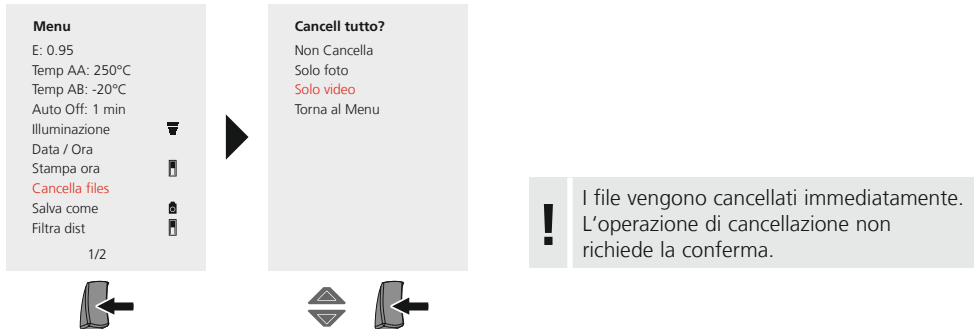 Menu
E: 0.95
Temp AA: 250°C
Temp AB: -20°C
Auto Off: 1 min
Illuminazione
Data / Ora
Stampa ora
Cancella files
Salva come
Filtra dist
1/2
Cancell tutto?
Non Cancella
Solo foto
Solo video
Torna al Menu
!
I file vengono cancellati immediatamente.
L‘operazione di cancellazione non
richiede la conferma.